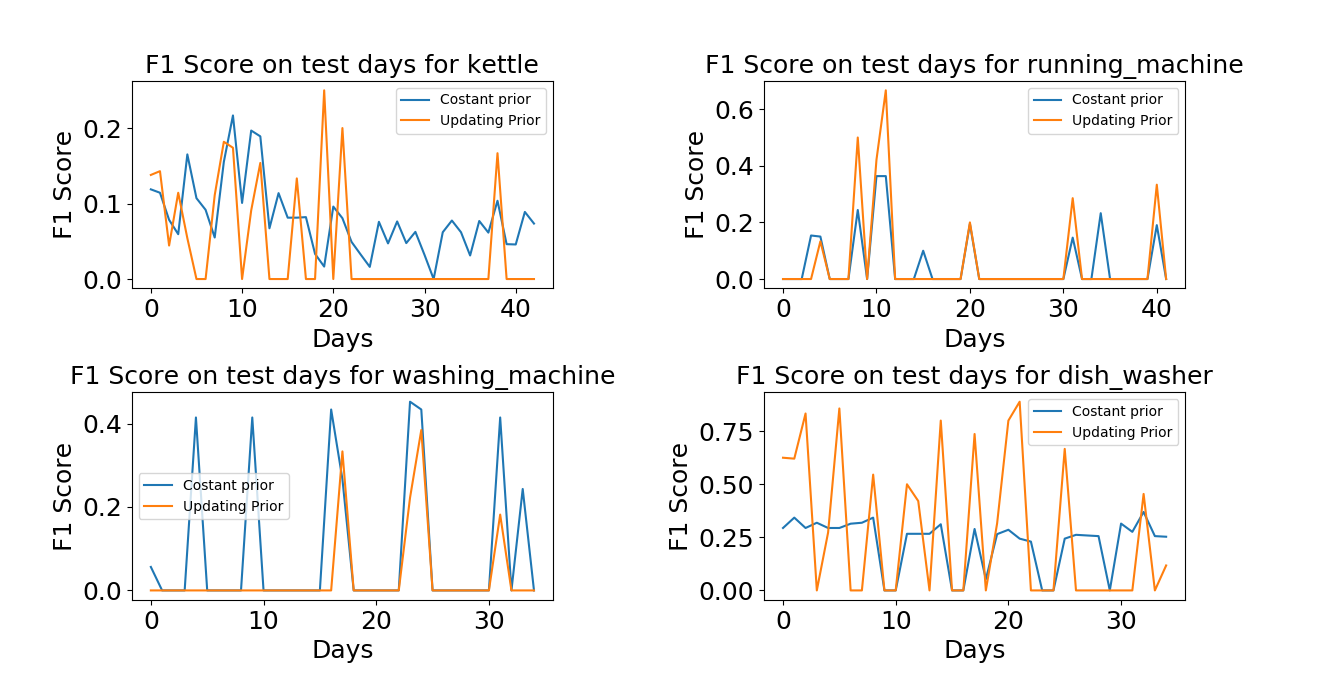 F1 Score on test days for kettle
F1 Score
0.2
0.1
0.0
Costant prior
Updating Prior
0 10 20 30 40
Days
F1 Score on test days for running_machine
F1 Score
0.6
0.4
0.2
0.0
Costant prior
Updating Prior
0 10 20 30 40
Days
F1 Score on test days for washing_machine
F1 Score
0.4
0.2
0.0
Costant prior
Updating Prior
0 10 20 30
Days
F1 Score on test days for dish_washer
F1 Score
0.75
0.50
0.25
0.00
Costant prior
Updating Prior
0 10 20 30
Days